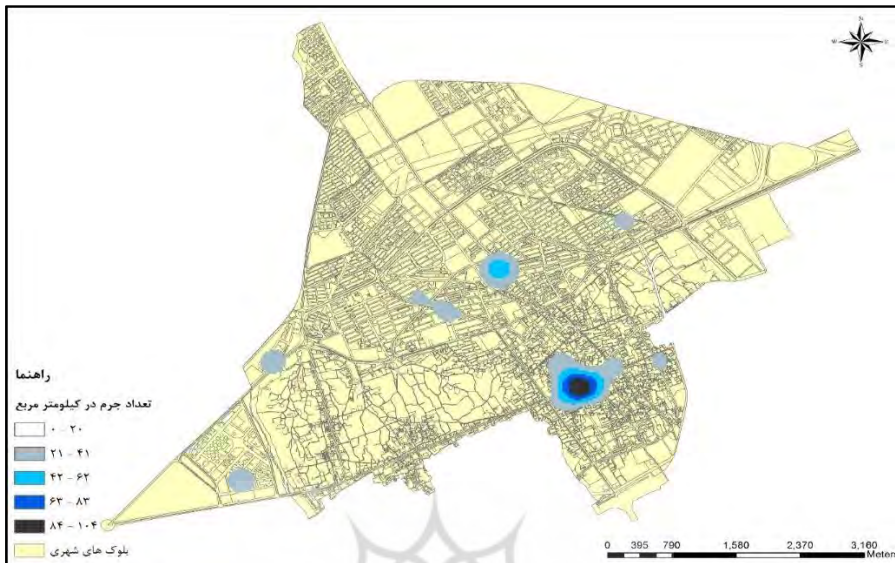 N
W E
S
راهنما
تعداد جرم در کیلومتر مربع
۰ - ۲۰
۲۱ - ۴۱
۴۲ - ۶۲
۶۳ - ۸۳
۸۴ - ۱۰۴
بلوک های شهری
0 395 790 1,580 2,370 3,160
Meters